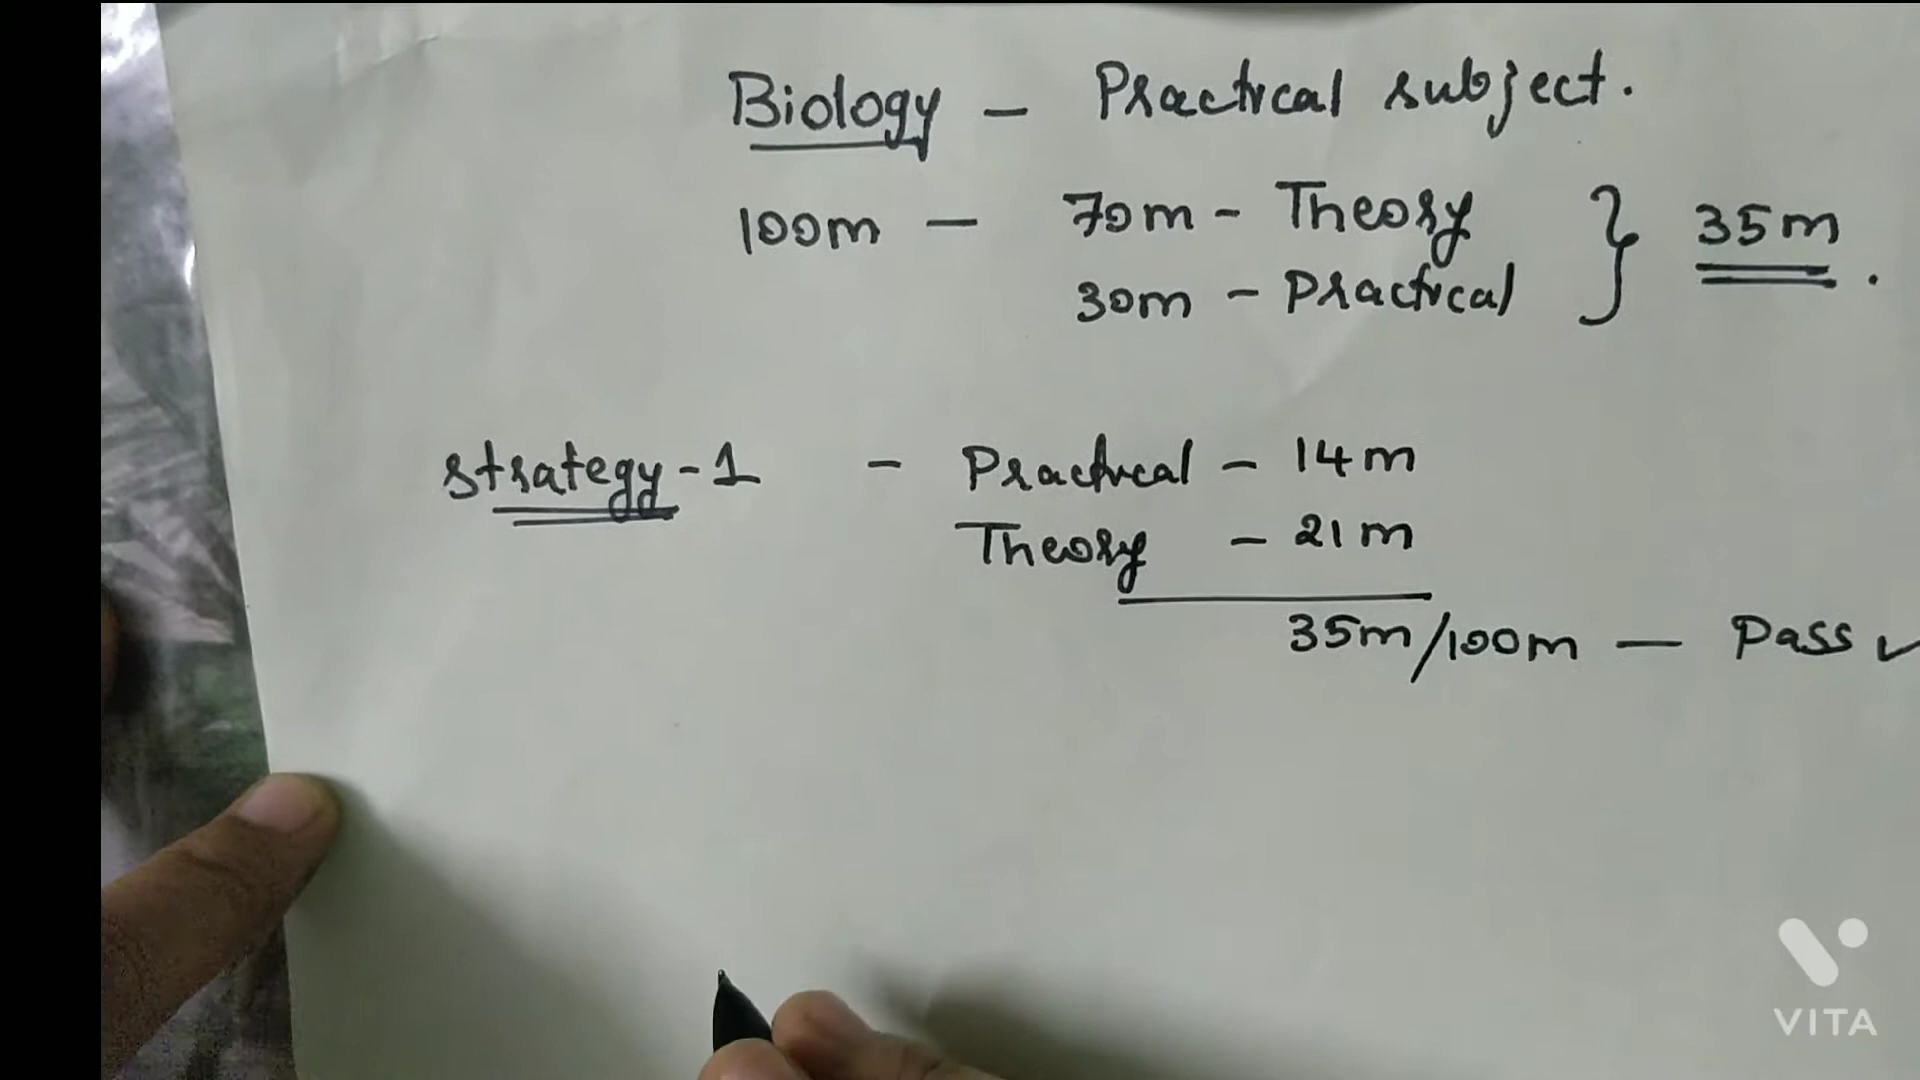 Biology - Practical subject.
100m - 70m - Theory } 35m.
30m - Practical
Strategy-1 - Practical - 14m
Theory - 21m
35m/100m - Pass ✓
VITA